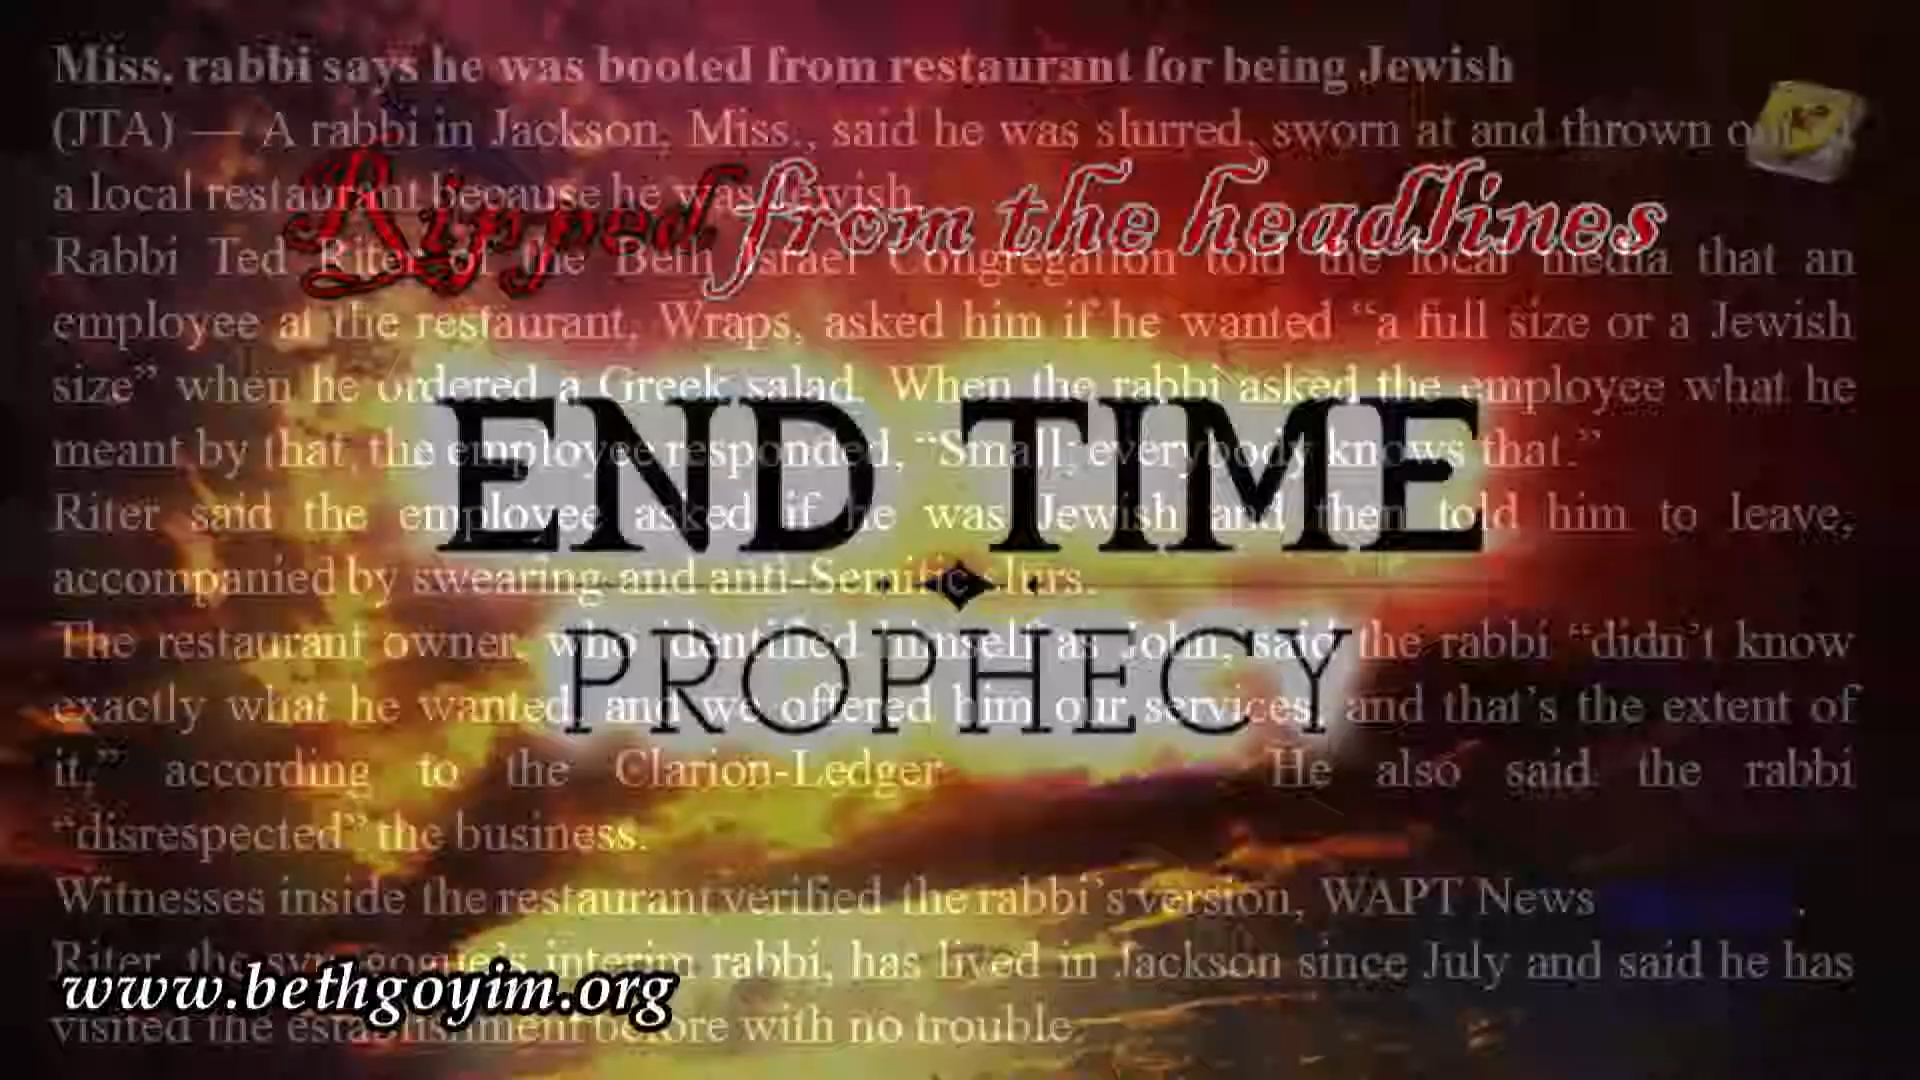 Miss. rabbi says he was booted from restaurant for being Jewish
(JTA) — A rabbi in Jackson, Miss., said he was slurred, sworn at and thrown
a local restaurant because he was Jewish.
Ripped from the headlines
Rabbi Ted Riter of the Beth Israel Congregation told the local media that an
employee at the restaurant, Wraps, asked him if he wanted “a full size or a Jewish
size” when he ordered a Greek salad. When the rabbi asked the employee what he
meant by that, the employee responded, “Small; everybody knows that.”
END TIME
Riter said the employee asked if he was Jewish and then told him to leave,
accompanied by swearing and anti-Semitic slurs.
The restaurant owner, who identified himself as John, said the rabbi “didn’t know
PROPHECY
exactly what he wanted, and we offered him our services, and that’s the extent of
it,” according to the Clarion-Ledger He also said the rabbi
“disrespected” the business.
Witnesses inside the restaurant verified the rabbi’s version, WAPT News .
Riter, the synagogue’s interim rabbi, has lived in Jackson since July and said he has
www.bethgoyim.org
visited the establishment before with no trouble.